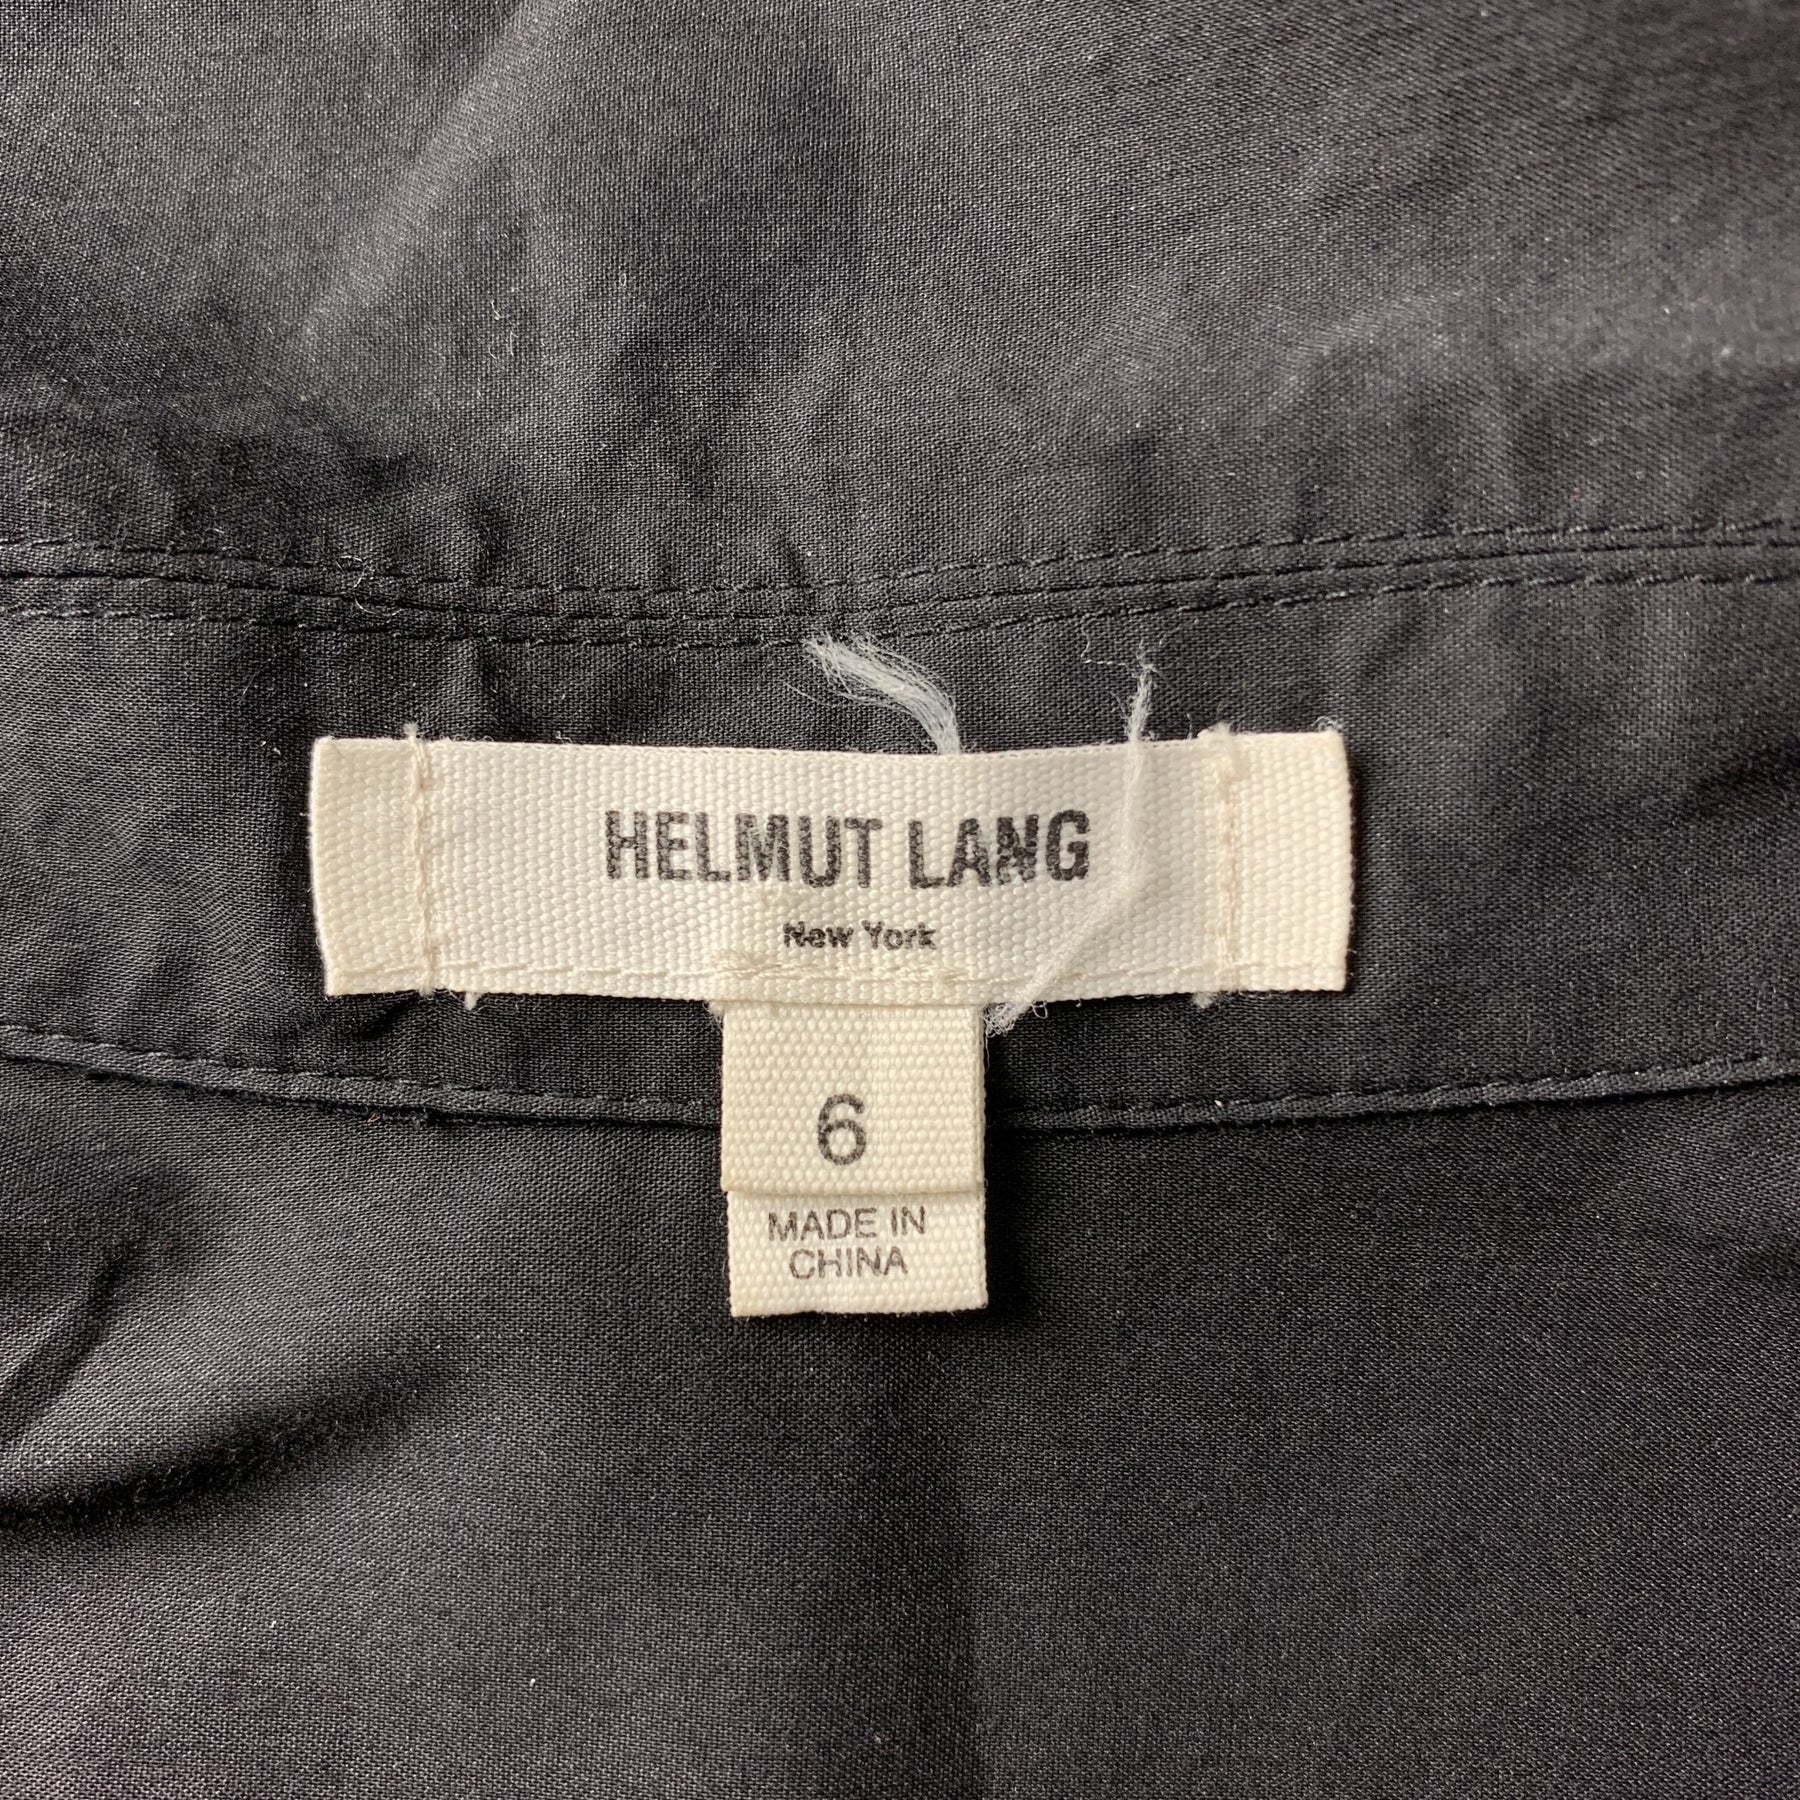 HELMUT LANG
New York
6
MADE IN
CHINA